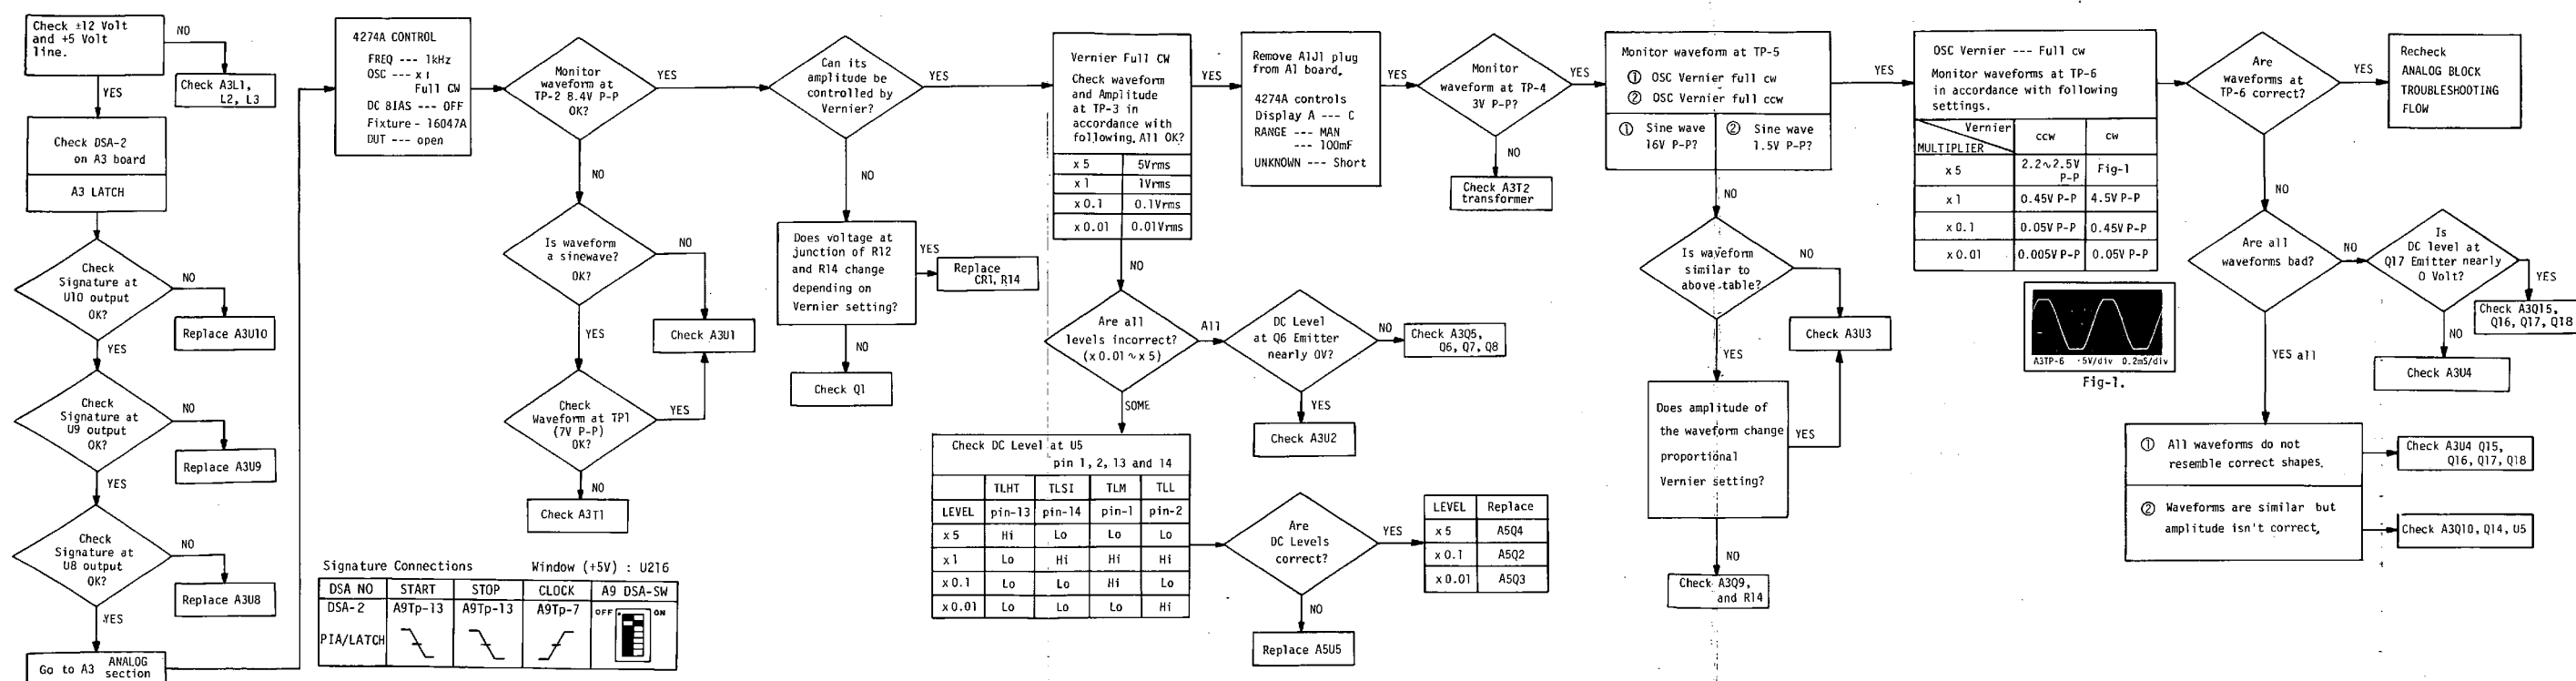 Check ±12 Volt
and +5 Volt
line.
NO
Check A3L1,
L2, L3
YES
Check DSA-2
on A3 board
A3 LATCH
Check
Signature at
U10 output
OK?
NO
Replace A3U10
YES
Check
Signature at
U9 output
OK?
NO
Replace A3U9
YES
Check
Signature at
U8 output
OK?
NO
Replace A3U8
YES
Go to A3 ANALOG
section
Signature Connections Window (+5V) : U216
DSA NO START STOP CLOCK A9 DSA-SW
DSA-2 A9Tp-13 A9Tp-13 A9Tp-7 OFF ON
PIA/LATCH
4274A CONTROL
FREQ --- 1kHz
OSC --- x1
Full CW
DC BIAS --- OFF
Fixture - 16047A
DUT --- open
Monitor
waveform at
TP-2 8.4V P-P
OK?
YES
NO
Is waveform
a sinewave?
OK?
NO
YES
Check A3U1
Check
Waveform at TP1
(7V P-P)
OK?
YES
NO
Check A3T1
Can its
amplitude be
controlled by
Vernier?
YES
NO
Does voltage at
junction of R12
and R14 change
depending on
Vernier setting?
YES
Replace
CR1, R14
NO
Check Q1
Vernier Full CW
Check waveform
and Amplitude
at TP-3 in
accordance with
following. All OK?
x 5 5Vrms
x 1 1Vrms
x 0.1 0.1Vrms
x 0.01 0.01Vrms
YES
NO
Are all
levels incorrect?
(x 0.01 ~ x 5)
All
DC Level
at Q6 Emitter
nearly 0V?
NO
Check A3Q5,
Q6, Q7, Q8
YES
Check A3U2
SOME
Check DC Level at U5
pin 1, 2, 13 and 14
TLHT TLSI TLM TLL
LEVEL pin-13 pin-14 pin-1 pin-2
x 5 Hi Lo Lo Lo
x 1 Lo Hi Hi Hi
x 0.1 Lo Lo Hi Lo
x 0.01 Lo Lo Lo Hi
Are
DC Levels
correct?
YES
LEVEL Replace
x 5 A5Q4
x 0.1 A5Q2
x 0.01 A5Q3
NO
Replace A5U5
Remove A1J1 plug
from A1 board.
4274A controls
Display A --- C
RANGE --- MAN
--- 100mF
UNKNOWN --- Short
YES
Monitor
waveform at TP-4
3V P-P?
YES
NO
Check A3T2
transformer
Monitor waveform at TP-5
① OSC Vernier full cw
② OSC Vernier full ccw
① Sine wave
16V P-P?
② Sine wave
1.5V P-P?
YES
NO
Is waveform
similar to
above table?
NO
Check A3U3
YES
Does amplitude of
the waveform change
proportional
Vernier setting?
YES
NO
Check A3Q9,
and R14
OSC Vernier --- Full cw
Monitor waveforms at TP-6
in accordance with following
settings.
Vernier
MULTIPLIER
ccw cw
x 5 2.2~2.5V P-P Fig-1
x 1 0.45V P-P 4.5V P-P
x 0.1 0.05V P-P 0.45V P-P
x 0.01 0.005V P-P 0.05V P-P
A3TP-6 5V/div 0.2mS/div
Fig-1.
Are
waveforms at
TP-6 correct?
YES
Recheck
ANALOG BLOCK
TROUBLESHOOTING
FLOW
NO
Are all
waveforms bad?
NO
Is
DC level at
Q17 Emitter nearly
0 Volt?
YES
Check A3Q15,
Q16, Q17, Q18
NO
Check A3U4
YES all
① All waveforms do not
resemble correct shapes.
Check A3U4 Q15,
Q16, Q17, Q18
② Waveforms are similar but
amplitude isn't correct.
Check A3Q10, Q14, U5